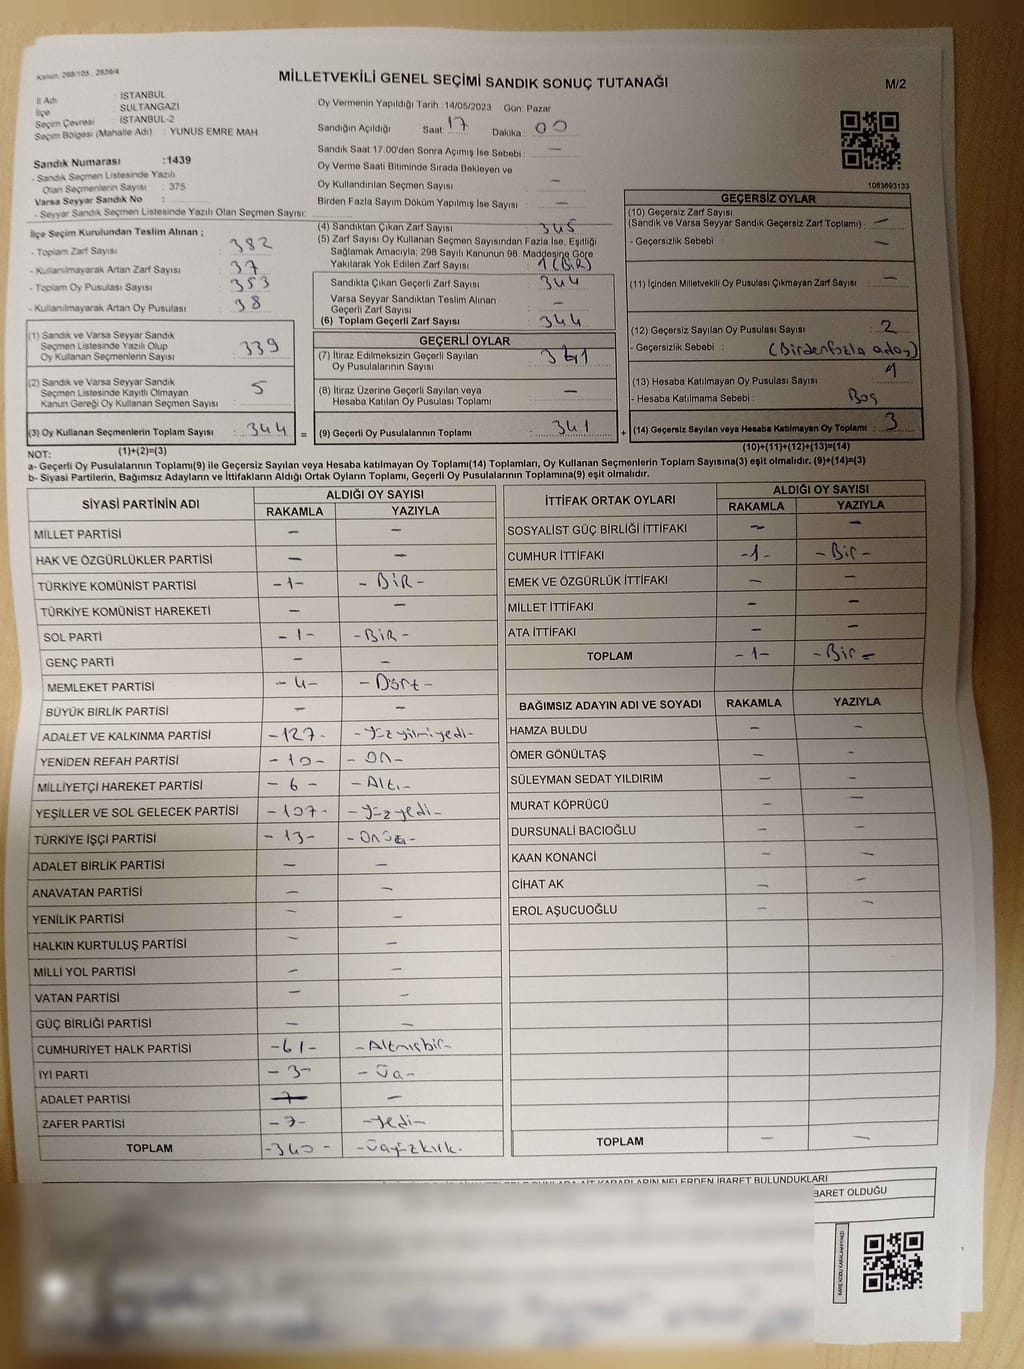 Kanun, 298/105 , 2839/4
MİLLETVEKİLİ GENEL SEÇİMİ SANDIK SONUÇ TUTANAĞI
M/2
İl Adı : İSTANBUL
İlçe : SULTANGAZİ
Seçim Çevresi : İSTANBUL-2
Seçim Bölgesi (Mahalle Adı) : YUNUS EMRE MAH
Sandık Numarası :1439
- Sandık Seçmen Listesinde Yazılı
Olan Seçmenlerin Sayısı : 375
Varsa Seyyar Sandık No :
- Seyyar Sandık Seçmen Listesinde Yazılı Olan Seçmen Sayısı:
Oy Vermenin Yapıldığı Tarih :14/05/2023 Gün: Pazar
Sandığın Açıldığı Saat: 17 Dakika : 00
Sandık Saat 17:00'den Sonra Açımış İse Sebebi : —
Oy Verme Saati Bitiminde Sırada Bekleyen ve
Oy Kullandırılan Seçmen Sayısı : —
Birden Fazla Sayım Döküm Yapılmış İse Sayısı : —
1083693133
İlçe Seçim Kurulundan Teslim Alınan ;
- Toplam Zarf Sayısı : 382
- Kullanılmayarak Artan Zarf Sayısı : 37
- Toplam Oy Pusulası Sayısı : 353
- Kullanılmayarak Artan Oy Pusulası : 38
(1) Sandık ve Varsa Seyyar Sandık
Seçmen Listesinde Yazılı Olup
Oy Kullanan Seçmenlerin Sayısı : 339
(2) Sandık ve Varsa Seyyar Sandık
Seçmen Listesinde Kayıtlı Olmayan
Kanun Gereği Oy Kullanan Seçmen Sayısı : 5
(3) Oy Kullanan Seçmenlerin Toplam Sayısı : 344 =
(4) Sandıktan Çıkan Zarf Sayısı : 345
(5) Zarf Sayısı Oy Kullanan Seçmen Sayısından Fazla İse, Eşitliği
Sağlamak Amacıyla; 298 Sayılı Kanunun 98. Maddesine Göre
Yakılarak Yok Edilen Zarf Sayısı : 1 (BİR)
Sandıkta Çıkan Geçerli Zarf Sayısı : 344
Varsa Seyyar Sandıktan Teslim Alınan
Geçerli Zarf Sayısı : —
(6) Toplam Geçerli Zarf Sayısı : 344
GEÇERLİ OYLAR
(7) İtiraz Edilmeksizin Geçerli Sayılan
Oy Pusulalarının Sayısı : 341
(8) İtiraz Üzerine Geçerli Sayılan veya
Hesaba Katılan Oy Pusulası Toplamı : —
(9) Geçerli Oy Pusulalarının Toplamı : 341 +
GEÇERSİZ OYLAR
(10) Geçersiz Zarf Sayısı
(Sandık ve Varsa Seyyar Sandık Geçersiz Zarf Toplamı) : —
- Geçersizlik Sebebi : —
(11) İçinden Milletvekili Oy Pusulası Çıkmayan Zarf Sayısı : —
(12) Geçersiz Sayılan Oy Pusulası Sayısı : 2
- Geçersizlik Sebebi : (Birdenfazla aday)
(13) Hesaba Katılmayan Oy Pusulası Sayısı : 1
- Hesaba Katılmama Sebebi : Boş
(14) Geçersiz Sayılan veya Hesaba Katılmayan Oy Toplamı : 3
NOT: (1)+(2)=(3)
(10)+(11)+(12)+(13)=(14)
a- Geçerli Oy Pusulalarının Toplamı(9) ile Geçersiz Sayılan veya Hesaba katılmayan Oy Toplamı(14) Toplamları, Oy Kullanan Seçmenlerin Toplam Sayısına(3) eşit olmalıdır. (9)+(14)=(3)
b- Siyasi Partilerin, Bağımsız Adayların ve İttifakların Aldığı Ortak Oyların Toplamı, Geçerli Oy Pusulalarının Toplamına(9) eşit olmalıdır.
SİYASİ PARTİNİN ADI ALDIĞI OY SAYISI
RAKAMLA YAZIYLA
MİLLET PARTİSİ — —
HAK VE ÖZGÜRLÜKLER PARTİSİ — —
TÜRKİYE KOMÜNİST PARTİSİ -1- - BİR -
TÜRKİYE KOMÜNİST HAREKETİ — —
SOL PARTİ - 1 - - BİR -
GENÇ PARTİ — —
MEMLEKET PARTİSİ - 4 - - Dört -
BÜYÜK BİRLİK PARTİSİ — —
ADALET VE KALKINMA PARTİSİ -127- - Yüzyirmiyedi-
YENİDEN REFAH PARTİSİ - 10 - - On -
MİLLİYETÇİ HAREKET PARTİSİ - 6 - - Altı -
YEŞİLLER VE SOL GELECEK PARTİSİ -107- - Yüzyedi -
TÜRKİYE İŞÇİ PARTİSİ - 13 - - Onüç -
ADALET BİRLİK PARTİSİ — —
ANAVATAN PARTİSİ — —
YENİLİK PARTİSİ — —
HALKIN KURTULUŞ PARTİSİ — —
MİLLİ YOL PARTİSİ — —
VATAN PARTİSİ — —
GÜÇ BİRLİĞİ PARTİSİ — —
CUMHURİYET HALK PARTİSİ -61- - Altmışbir -
İYİ PARTİ - 3 - - Üç -
ADALET PARTİSİ — —
ZAFER PARTİSİ - 7 - - Yedi -
TOPLAM -340- - Üçyüzkırk.
İTTİFAK ORTAK OYLARI ALDIĞI OY SAYISI
RAKAMLA YAZIYLA
SOSYALİST GÜÇ BİRLİĞİ İTTİFAKI — —
CUMHUR İTTİFAKI -1- - Bir -
EMEK VE ÖZGÜRLÜK İTTİFAKI — —
MİLLET İTTİFAKI — —
ATA İTTİFAKI — —
TOPLAM -1- - Bir -
BAĞIMSIZ ADAYIN ADI VE SOYADI RAKAMLA YAZIYLA
HAMZA BULDU — —
ÖMER GÖNÜLTAŞ — —
SÜLEYMAN SEDAT YILDIRIM — —
MURAT KÖPRÜCÜ — —
DURSUNALİ BACIOĞLU — —
KAAN KONANCİ — —
CİHAT AK — —
EROL AŞUCUOĞLU — —
TOPLAM — —
KARARLARIN NELERDEN İBARET BULUNDUKLARI
BARET OLDUĞU